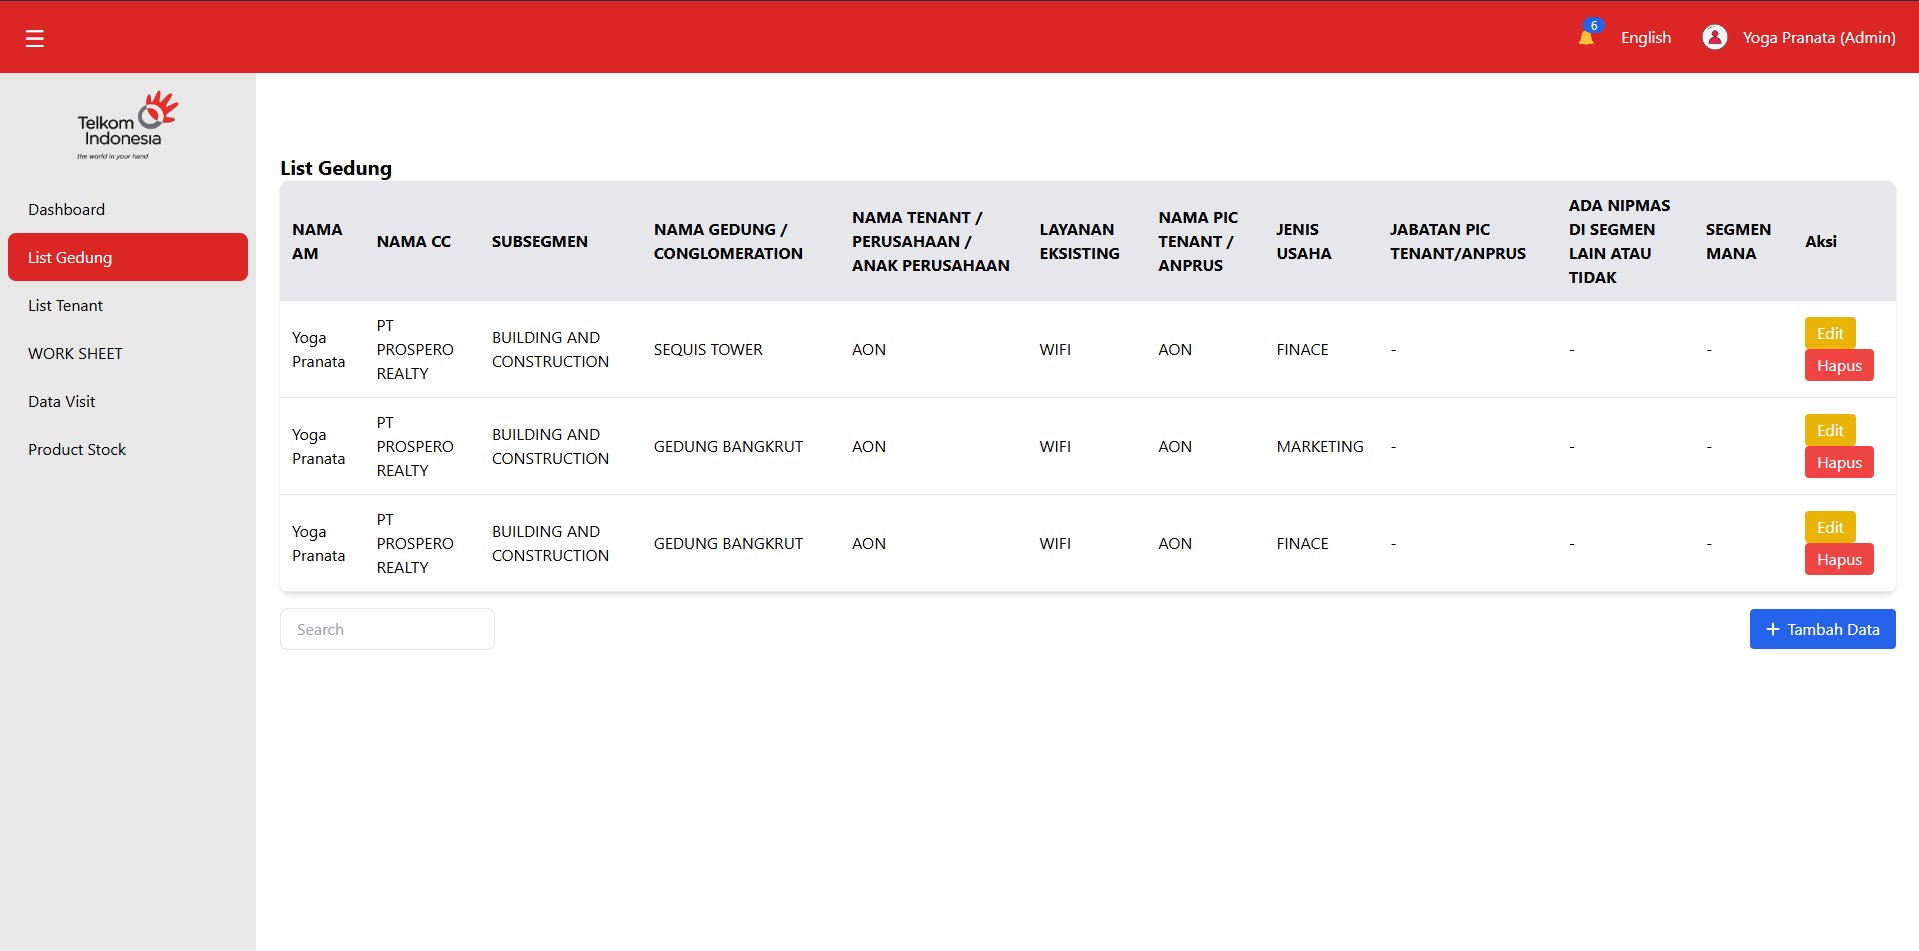 ☰
6
English
Yoga Pranata (Admin)
Telkom
Indonesia
the world in your hand
Dashboard
List Gedung
List Tenant
WORK SHEET
Data Visit
Product Stock
List Gedung
NAMA
AM
NAMA CC
SUBSEGMEN
NAMA GEDUNG /
CONGLOMERATION
NAMA TENANT /
PERUSAHAAN /
ANAK PERUSAHAAN
LAYANAN
EKSISTING
NAMA PIC
TENANT /
ANPRUS
JENIS
USAHA
JABATAN PIC
TENANT/ANPRUS
ADA NIPMAS
DI SEGMEN
LAIN ATAU
TIDAK
SEGMEN
MANA
Aksi
Yoga
Pranata
PT
PROSPERO
REALTY
BUILDING AND
CONSTRUCTION
SEQUIS TOWER
AON
WIFI
AON
FINACE
-
-
-
Edit
Hapus
Yoga
Pranata
PT
PROSPERO
REALTY
BUILDING AND
CONSTRUCTION
GEDUNG BANGKRUT
AON
WIFI
AON
MARKETING
-
-
-
Edit
Hapus
Yoga
Pranata
PT
PROSPERO
REALTY
BUILDING AND
CONSTRUCTION
GEDUNG BANGKRUT
AON
WIFI
AON
FINACE
-
-
-
Edit
Hapus
Search
+ Tambah Data